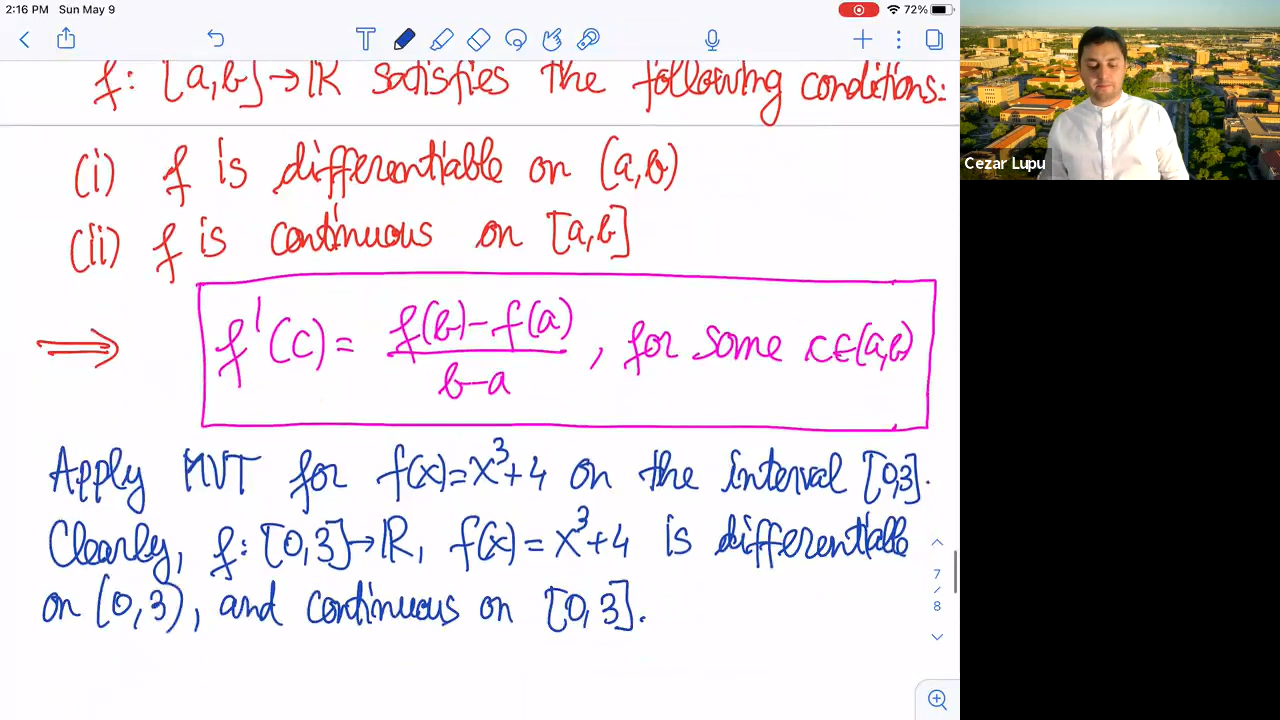 2:16 PM Sun May 9
72%
Cezar Lupu
f: [a,b]→ℝ satisfies the following conditions:
(i) f is differentiable on (a,b)
(ii) f is continuous on [a,b]
⟹ f'(c) = (f(b)-f(a))/(b-a), for some c∈(a,b)
Apply MVT for f(x)=x³+4 on the interval [0,3].
Clearly, f: [0,3]→ℝ, f(x)=x³+4 is differentiable
on (0,3), and continuous on [0,3].
7
/
8